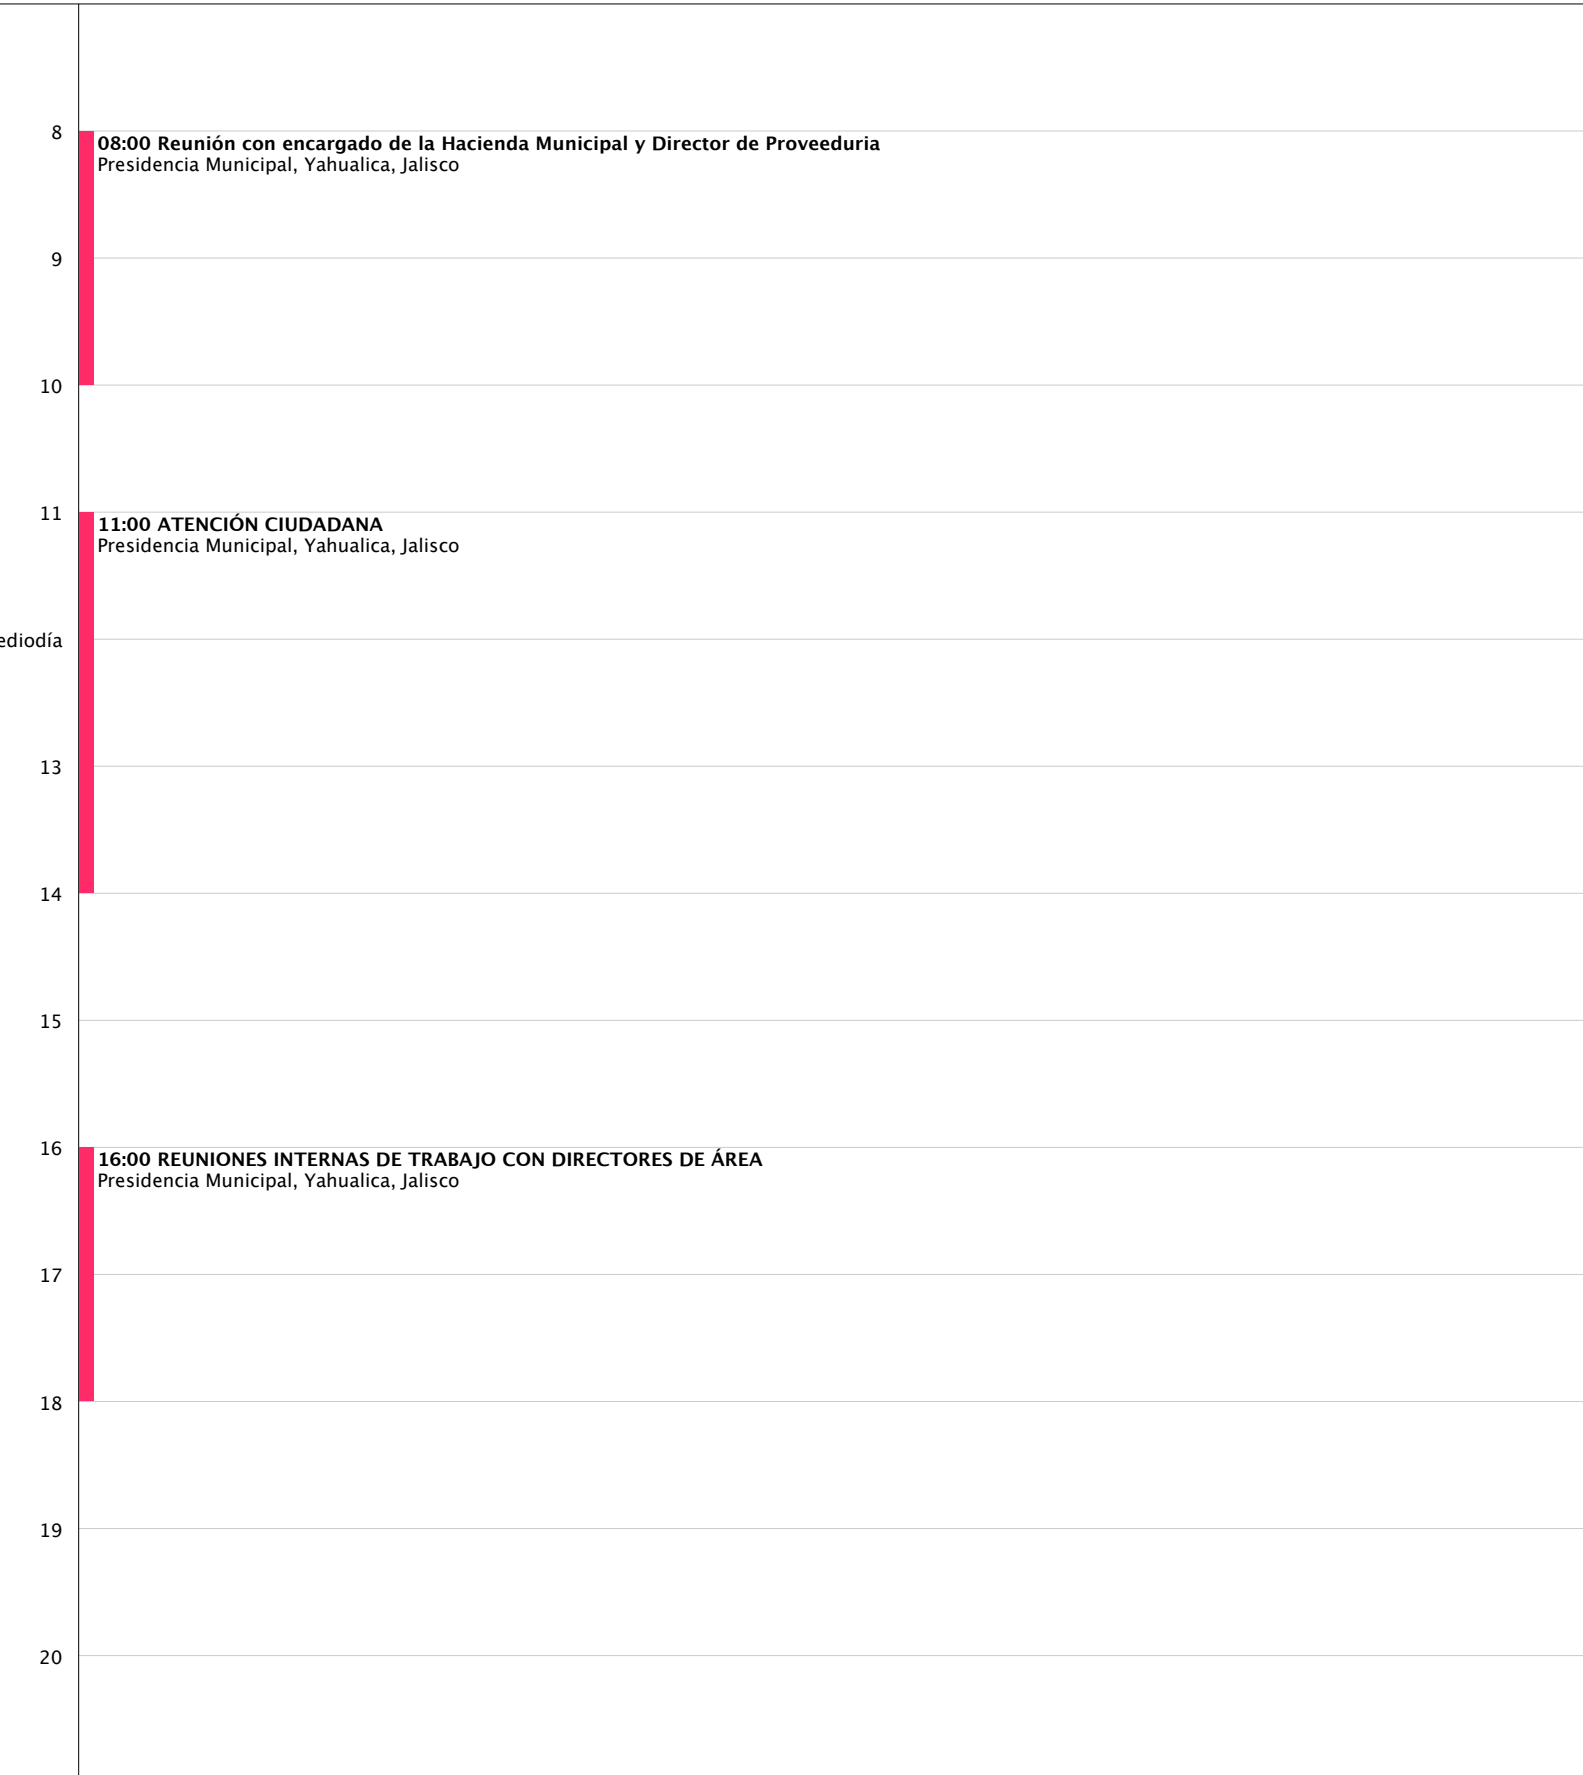 8
08:00 Reunión con encargado de la Hacienda Municipal y Director de Proveeduria
Presidencia Municipal, Yahualica, Jalisco
9
10
11
11:00 ATENCIÓN CIUDADANA
Presidencia Municipal, Yahualica, Jalisco
ediodía
13
14
15
16
16:00 REUNIONES INTERNAS DE TRABAJO CON DIRECTORES DE ÁREA
Presidencia Municipal, Yahualica, Jalisco
17
18
19
20